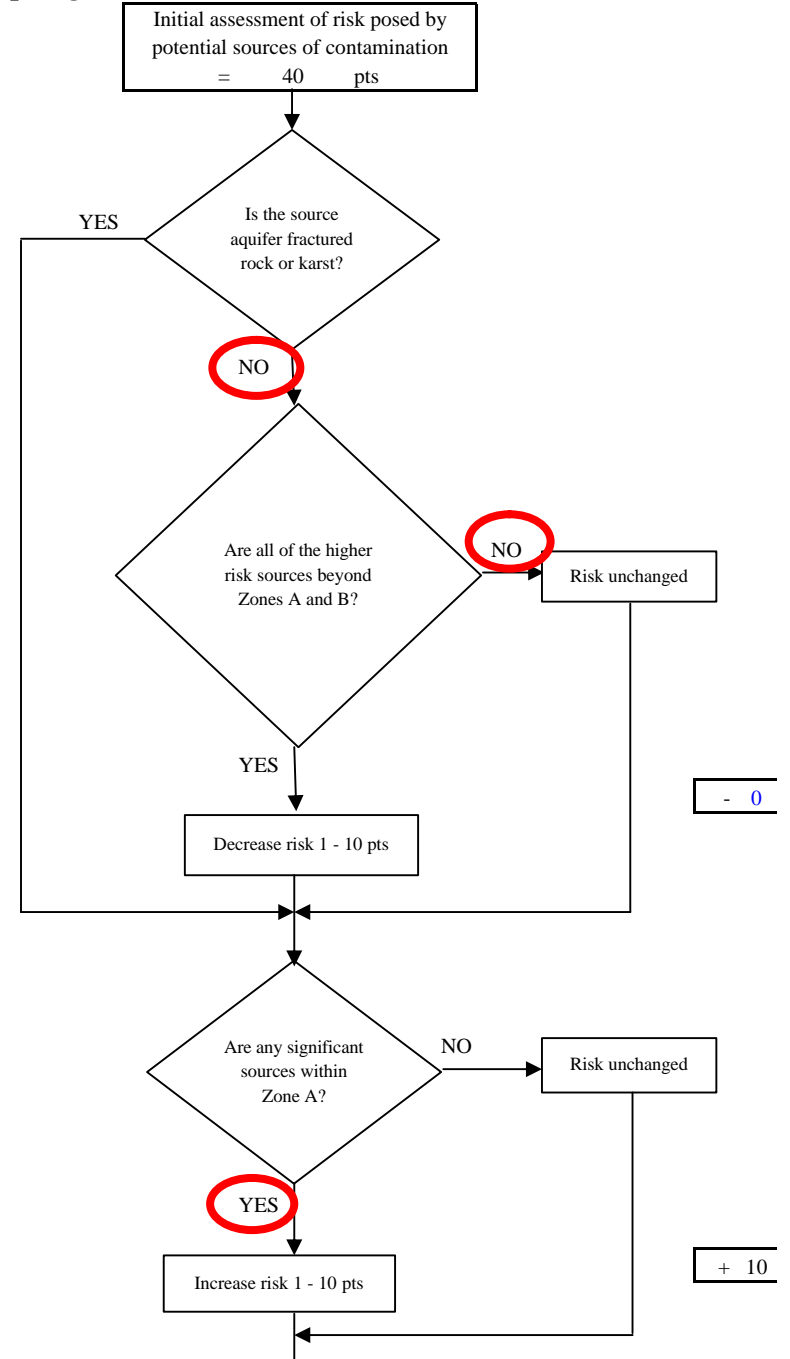 Initial assessment of risk posed by
potential sources of contamination
= 40 pts
YES
Is the source
aquifer fractured
rock or karst?
NO
Are all of the higher
risk sources beyond
Zones A and B?
NO
Risk unchanged
YES
- 0
Decrease risk 1 - 10 pts
Are any significant
sources within
Zone A?
NO
Risk unchanged
YES
+ 10
Increase risk 1 - 10 pts